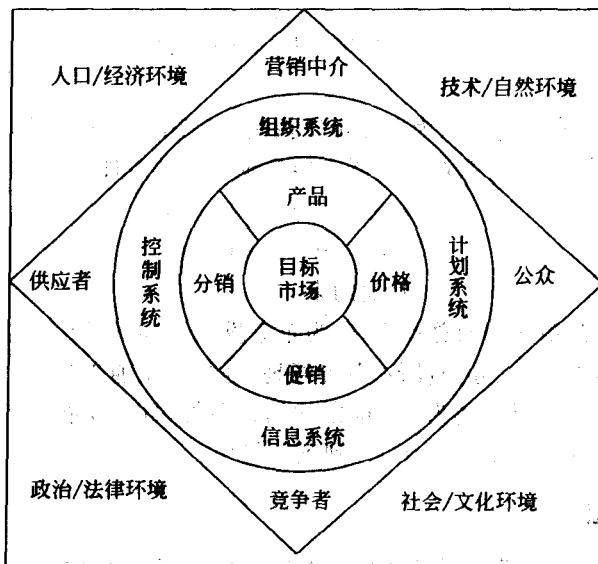 营销中介
人口/经济环境
技术/自然环境
组织系统
产品
控制系统
计划系统
供应者
分销
目标
市场
价格
公众
促销
信息系统
政治/法律环境
竞争者
社会/文化环境